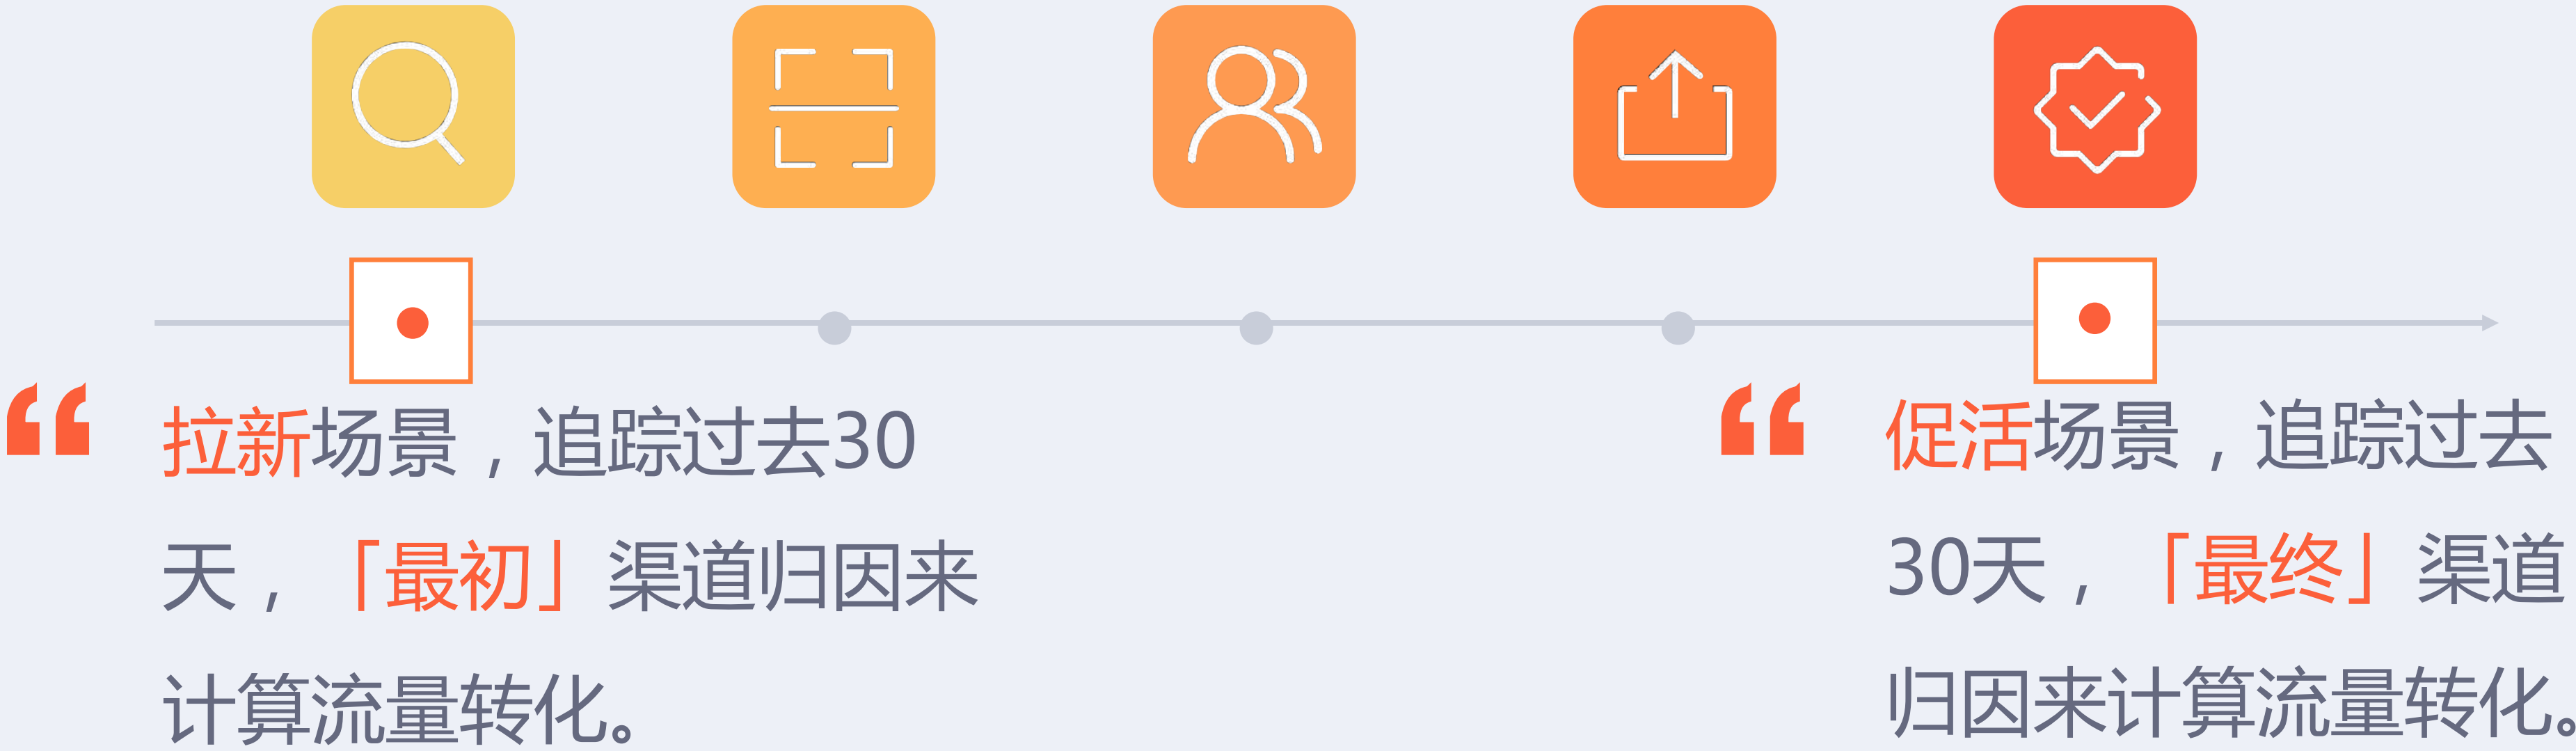 拉新场景，追踪过去30
天，「最初」渠道归因来
计算流量转化。
促活场景，追踪过去
30天，「最终」渠道
归因来计算流量转化。